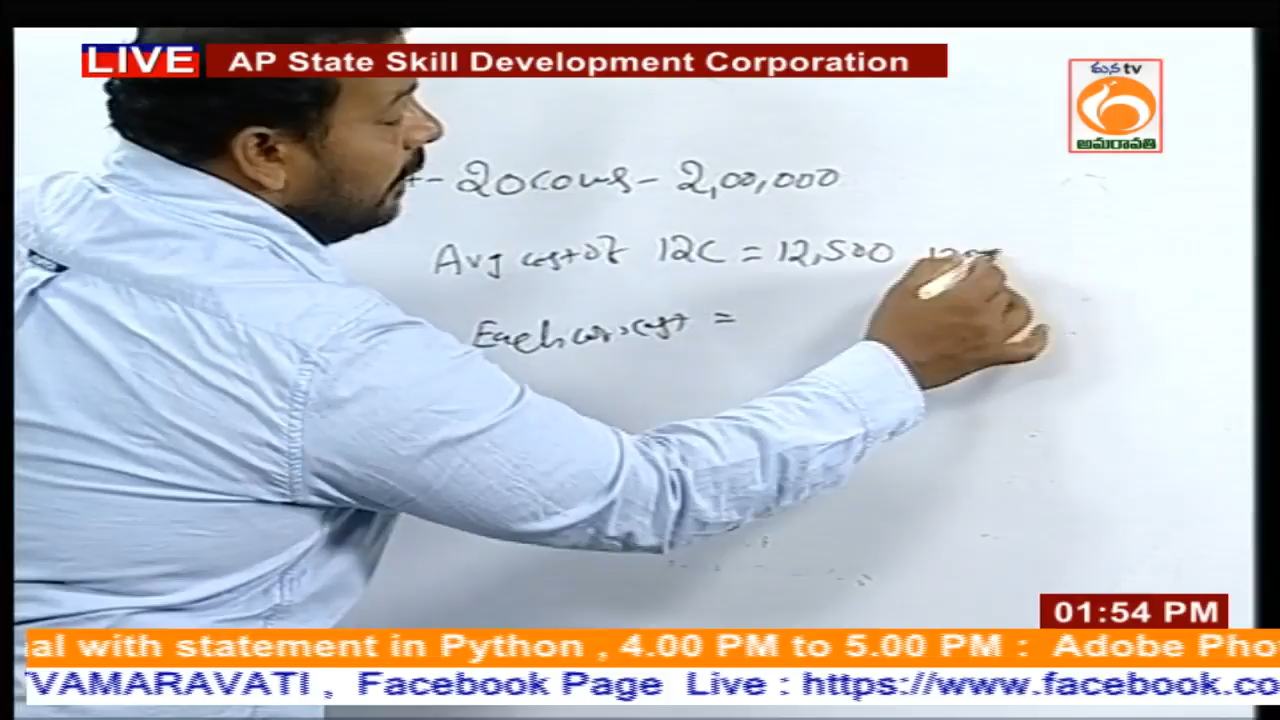 LIVE AP State Skill Development Corporation
మన tv
అమరావతి
- 20 cows - 2,00,000
Avg cost of 12C = 12,500
Each cow cost =
01:54 PM
al with statement in Python , 4.00 PM to 5.00 PM : Adobe Pho
VAMARAVATI , Facebook Page Live : https://www.facebook.co